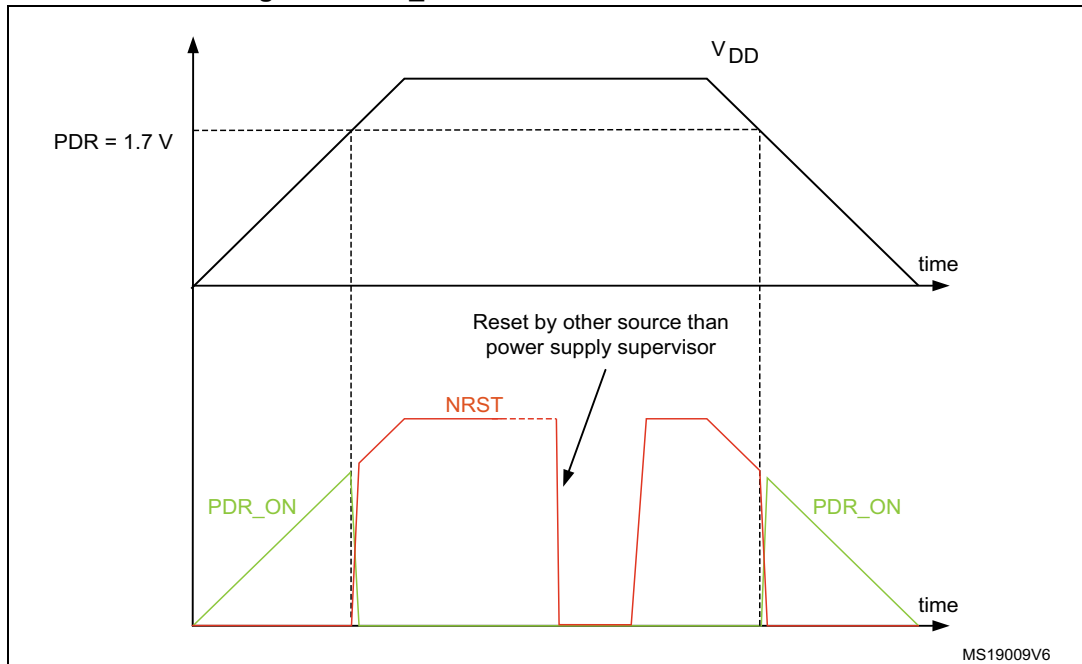 V DD
PDR = 1.7 V
time
Reset by other source than
power supply supervisor
NRST
PDR_ON
PDR_ON
time
MS19009V6